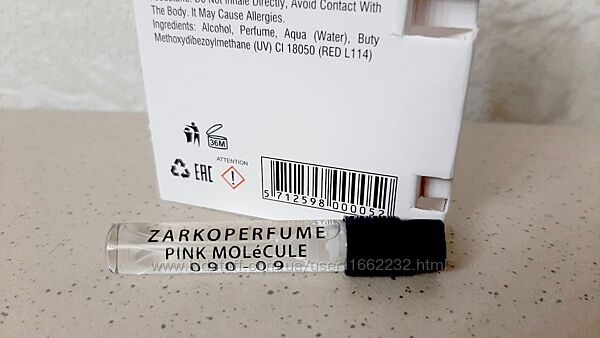 Do Not Inhale Directly, Avoid Contact With
The Body. It May Cause Allergies.
Ingredients: Alcohol, Perfume, Aqua (Water), Buty
Methoxydibezoylmethane (UV) CI 18050 (RED L114)
36M
EAC
ATTENTION
5 712598 000052
ZARKOPERFUME
PINK MOLéCULE
090.09